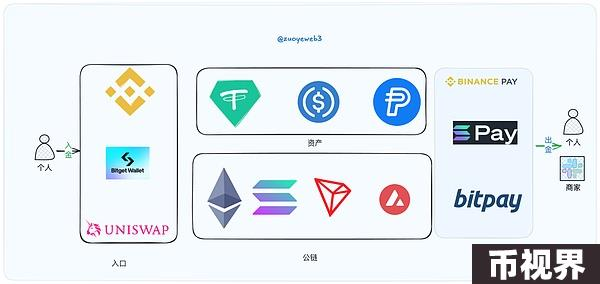 @zuoyeweb3
个人
入金
Bitget Wallet
UNISWAP
入口
资产
公链
BINANCE PAY
Pay
bitpay
出金
个人
商家
币视界